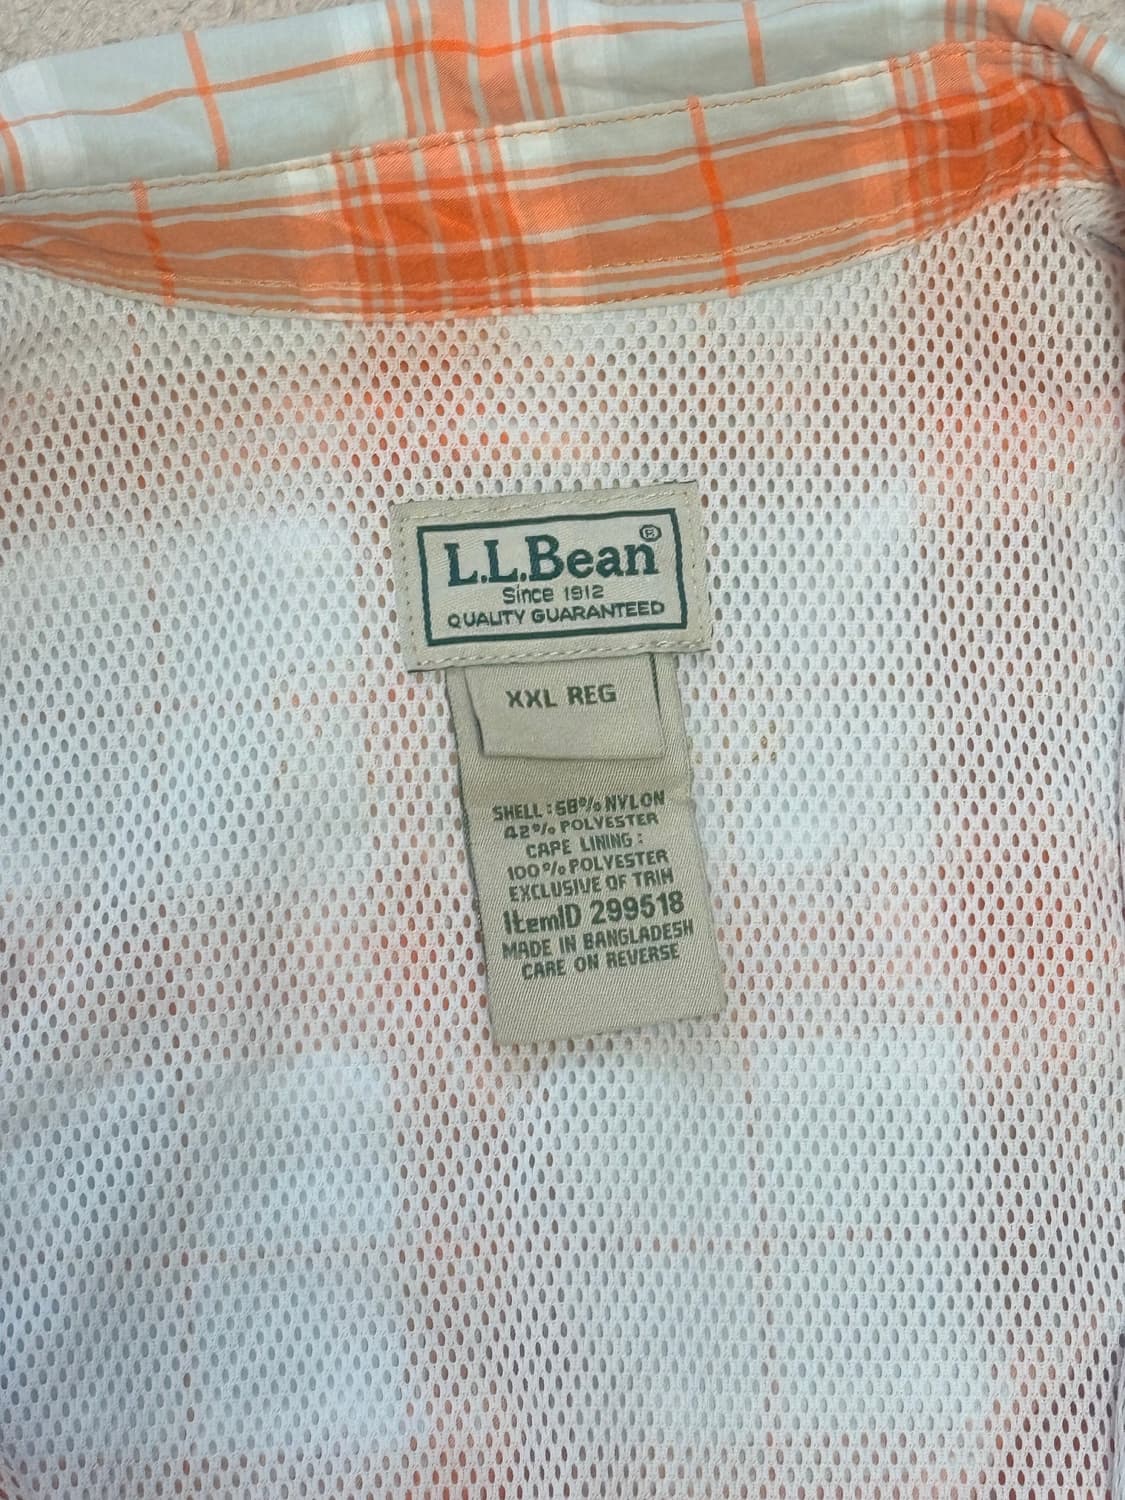 L.L.Bean®
Since 1912
QUALITY GUARANTEED
XXL REG
SHELL : 58% NYLON
42% POLYESTER
CAPE LINING :
100% POLYESTER
EXCLUSIVE OF TRIM
ItemID 299518
MADE IN BANGLADESH
CARE ON REVERSE